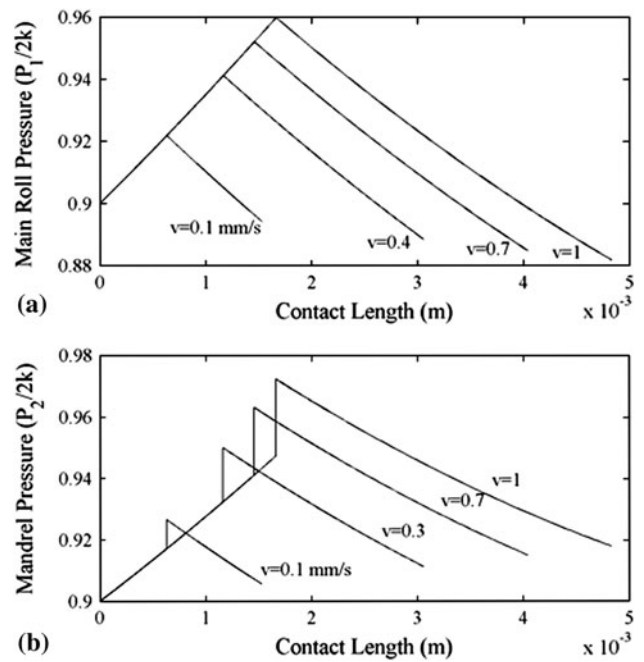 0.96
0.94
0.92
0.9
0.88
Main Roll Pressure (P1/2k)
v=0.1 mm/s
v=0.4
v=0.7
v=1
0 1 2 3 4 5
(a)
Contact Length (m)
x 10-3
0.98
0.96
0.94
0.92
0.9
Mandrel Pressure (P2/2k)
v=1
v=0.7
v=0.3
v=0.1 mm/s
0 1 2 3 4 5
(b)
Contact Length (m)
x 10-3